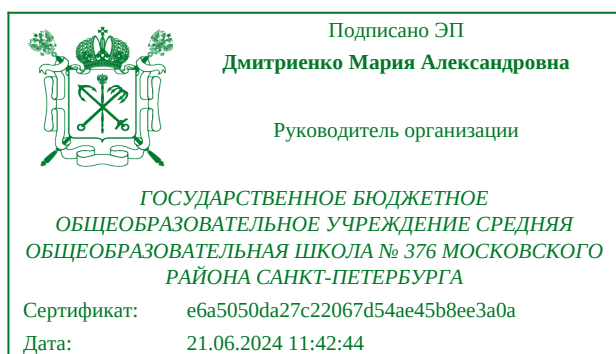 Подписано ЭП
Дмитриенко Мария Александровна
Руководитель организации
ГОСУДАРСТВЕННОЕ БЮДЖЕТНОЕ
ОБЩЕОБРАЗОВАТЕЛЬНОЕ УЧРЕЖДЕНИЕ СРЕДНЯЯ
ОБЩЕОБРАЗОВАТЕЛЬНАЯ ШКОЛА № 376 МОСКОВСКОГО
РАЙОНА САНКТ-ПЕТЕРБУРГА
Сертификат: e6a5050da27c22067d54ae45b8ee3a0a
Дата: 21.06.2024 11:42:44